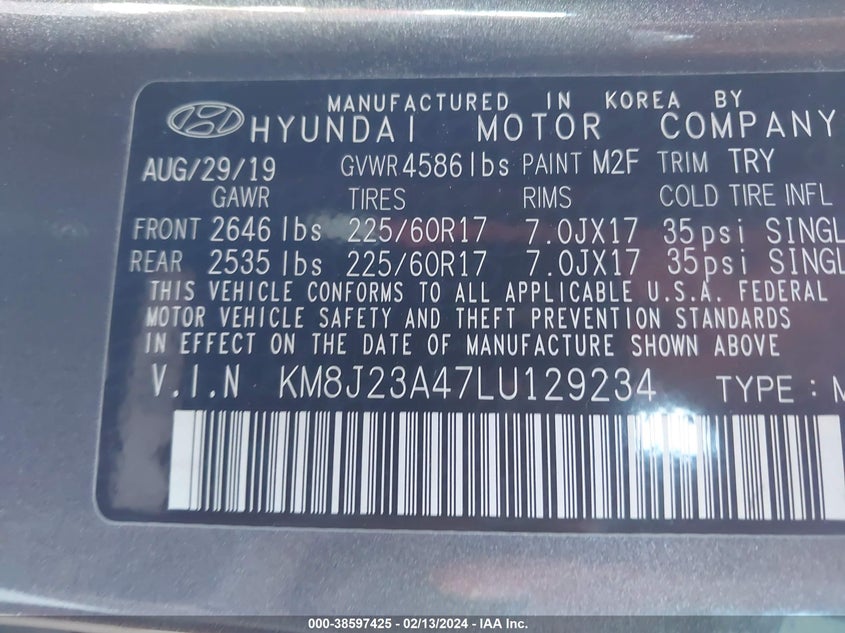 MANUFACTURED IN KOREA BY
HYUNDAI MOTOR COMPANY
AUG/29/19 GVWR 4586 lbs PAINT M2F TRIM TRY
GAWR TIRES RIMS COLD TIRE INFL
FRONT 2646 lbs 225/60R17 7.0JX17 35psi SINGL
REAR 2535 lbs 225/60R17 7.0JX17 35psi SINGL
THIS VEHICLE CONFORMS TO ALL APPLICABLE U.S.A. FEDERAL
MOTOR VEHICLE SAFETY AND THEFT PREVENTION STANDARDS
IN EFFECT ON THE DATE OF MANUFACTURE SHOWN ABOVE
V.I.N KM8J23A47LU129234 TYPE : M
000-38597425 - 02/13/2024 - IAA Inc.